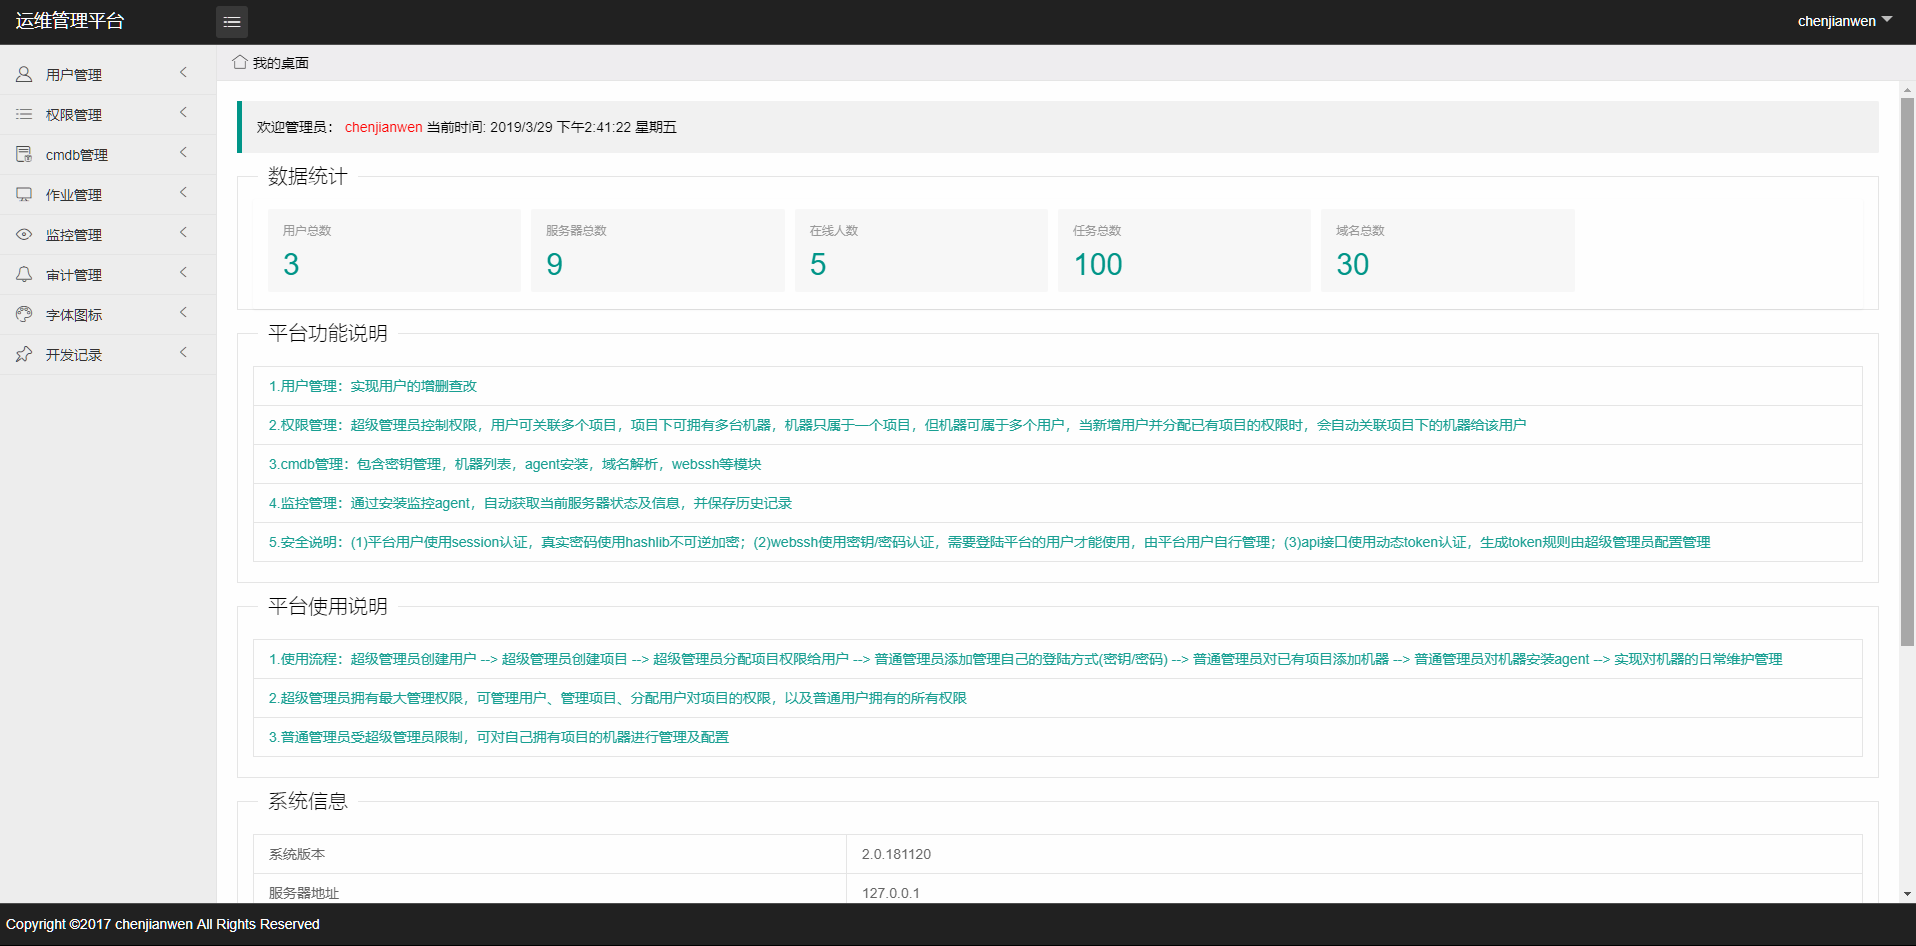 运维管理平台
chenjianwen
用户管理
权限管理
cmdb管理
作业管理
监控管理
审计管理
字体图标
开发记录
我的桌面
欢迎管理员： chenjianwen 当前时间: 2019/3/29 下午2:41:22 星期五
数据统计
用户总数
3
服务器总数
9
在线人数
5
任务总数
100
域名总数
30
平台功能说明
1.用户管理：实现用户的增删查改
2.权限管理：超级管理员控制权限，用户可关联多个项目，项目下可拥有多台机器，机器只属于一个项目，但机器可属于多个用户，当新增用户并分配已有项目的权限时，会自动关联项目下的机器给该用户
3.cmdb管理：包含密钥管理，机器列表，agent安装，域名解析，webssh等模块
4.监控管理：通过安装监控agent，自动获取当前服务器状态及信息，并保存历史记录
5.安全说明：(1)平台用户使用session认证，真实密码使用hashlib不可逆加密；(2)webssh使用密钥/密码认证，需要登陆平台的用户才能使用，由平台用户自行管理；(3)api接口使用动态token认证，生成token规则由超级管理员配置管理
平台使用说明
1.使用流程：超级管理员创建用户 --> 超级管理员创建项目 --> 超级管理员分配项目权限给用户 --> 普通管理员添加管理自己的登陆方式(密钥/密码) --> 普通管理员对已有项目添加机器 --> 普通管理员对机器安装agent --> 实现对机器的日常维护管理
2.超级管理员拥有最大管理权限，可管理用户、管理项目、分配用户对项目的权限，以及普通用户拥有的所有权限
3.普通管理员受超级管理员限制，可对自己拥有项目的机器进行管理及配置
系统信息
系统版本 2.0.181120
服务器地址 127.0.0.1
Copyright ©2017 chenjianwen All Rights Reserved